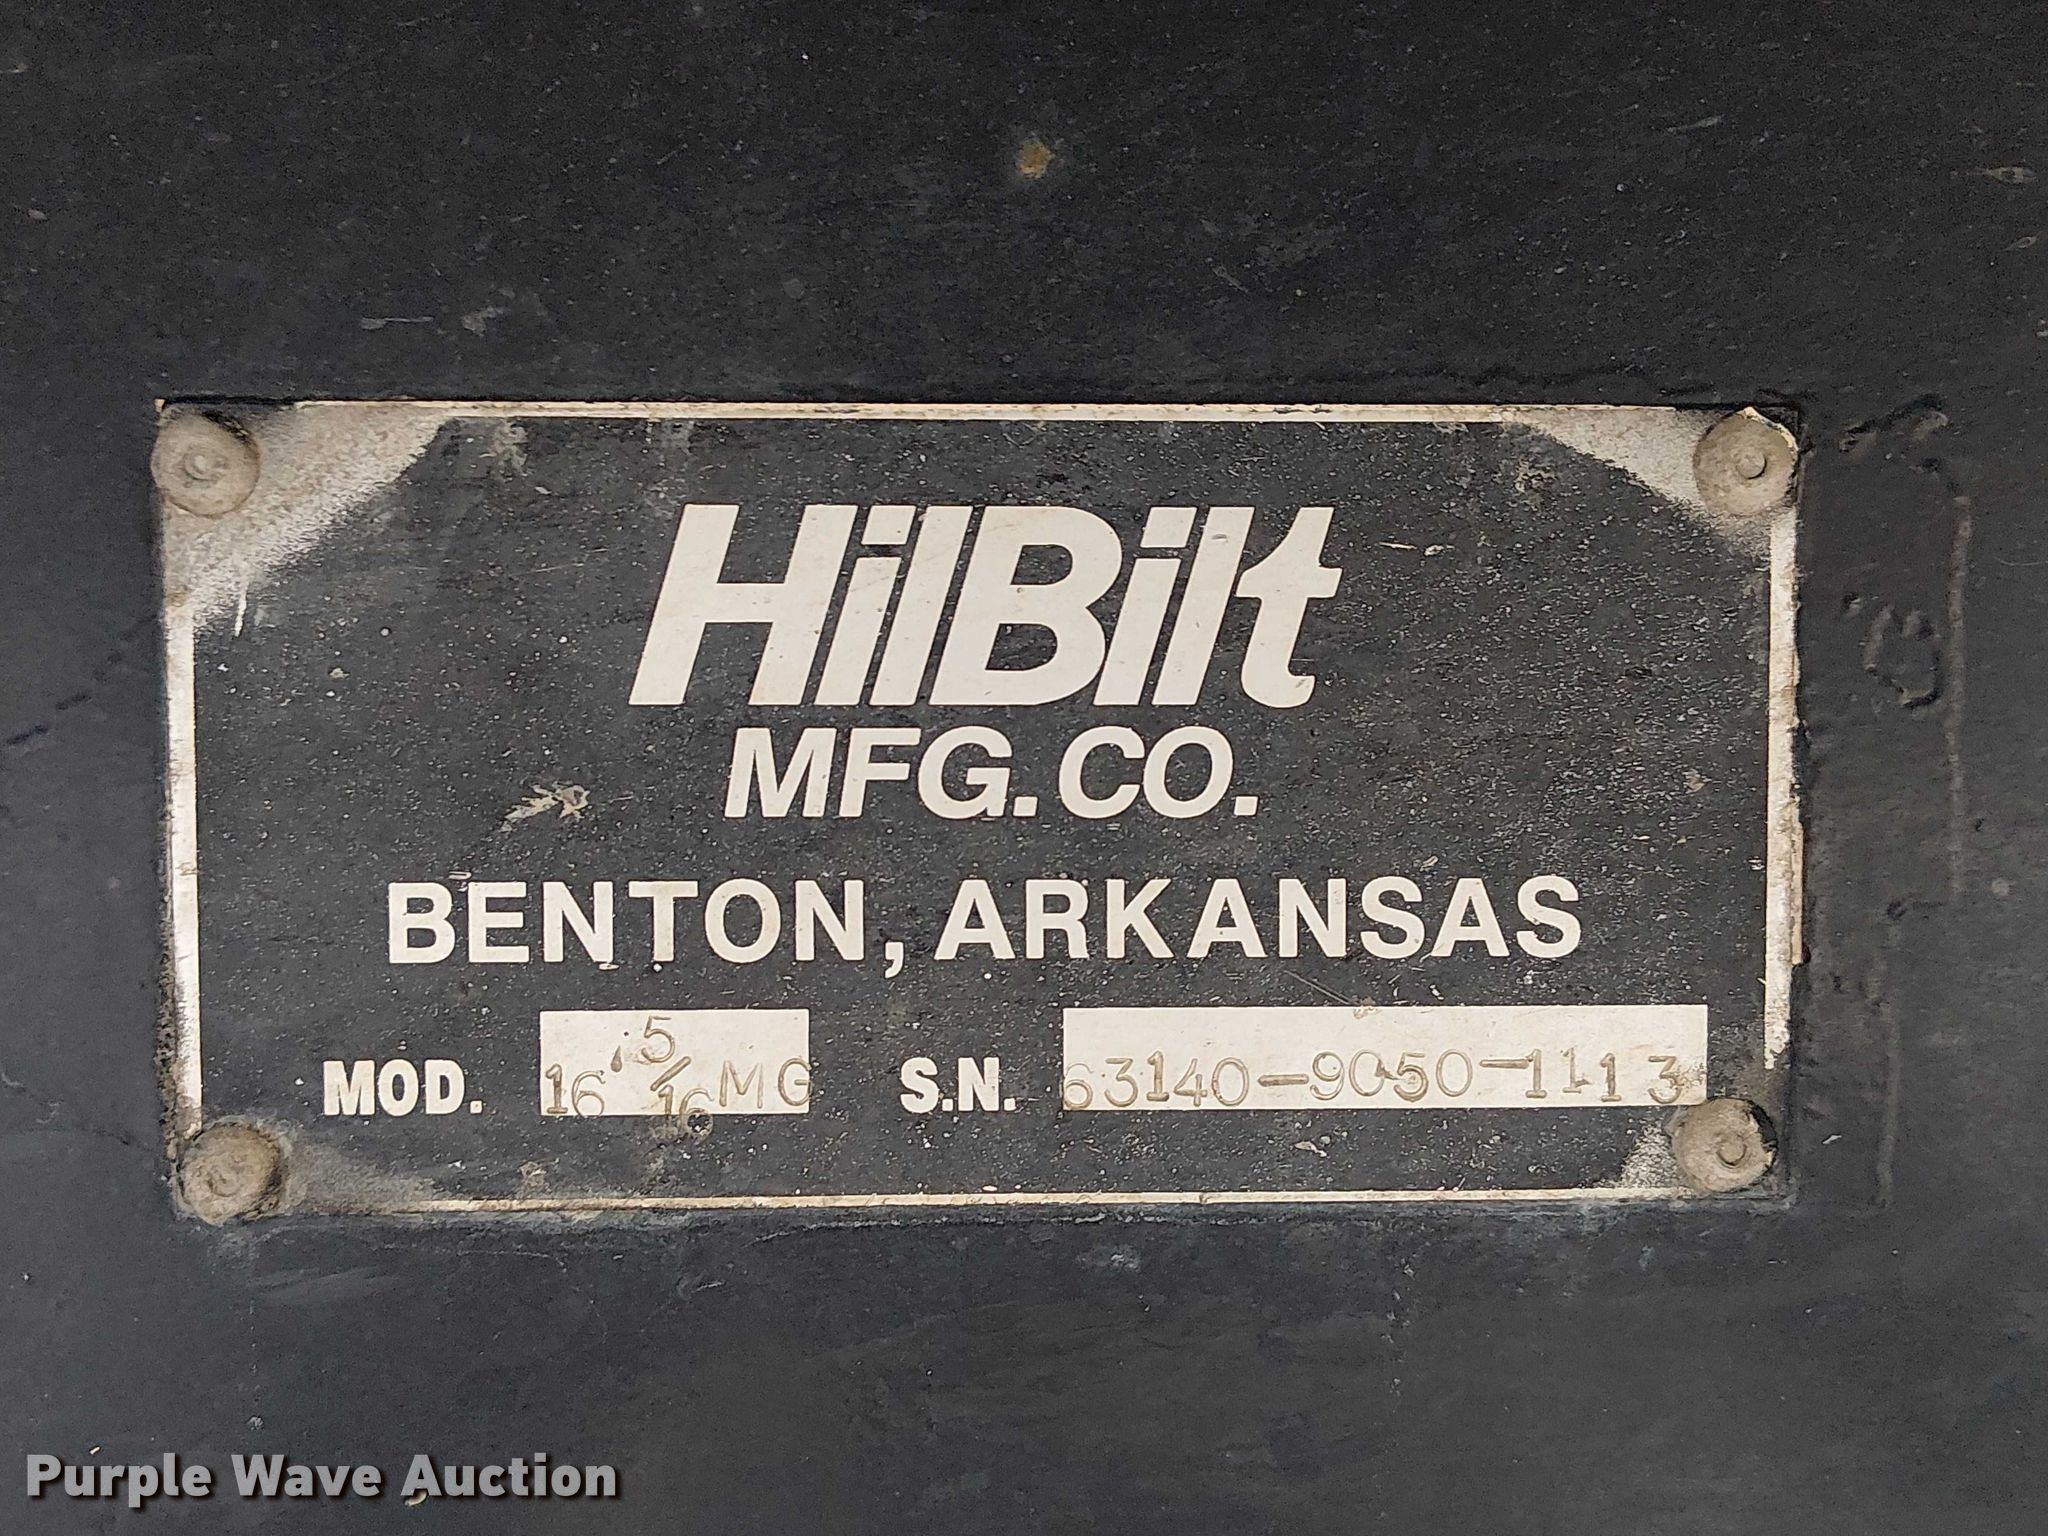 HilBilt
MFG. CO.
BENTON, ARKANSAS
MOD. 16 5/16 MG S.N. 63140-9050-1113
Purple Wave Auction